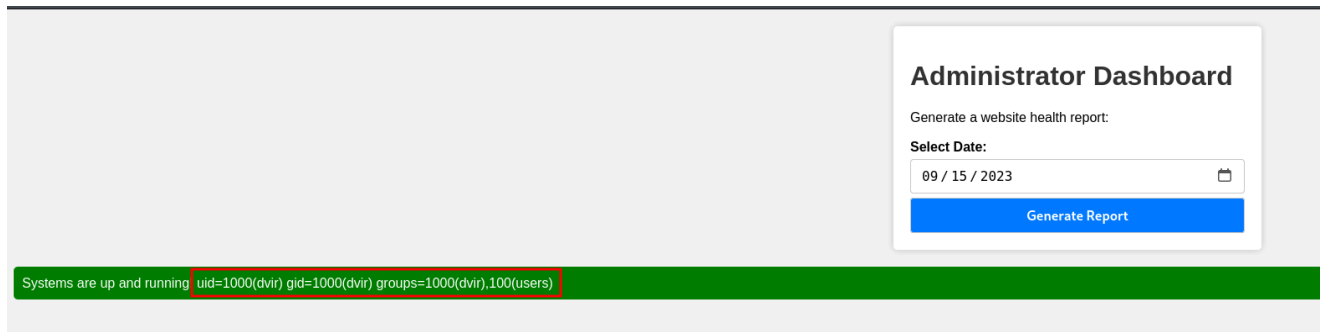 Administrator Dashboard
Generate a website health report:
Select Date:
09/15/2023
Generate Report
Systems are up and running uid=1000(dvir) gid=1000(dvir) groups=1000(dvir),100(users)